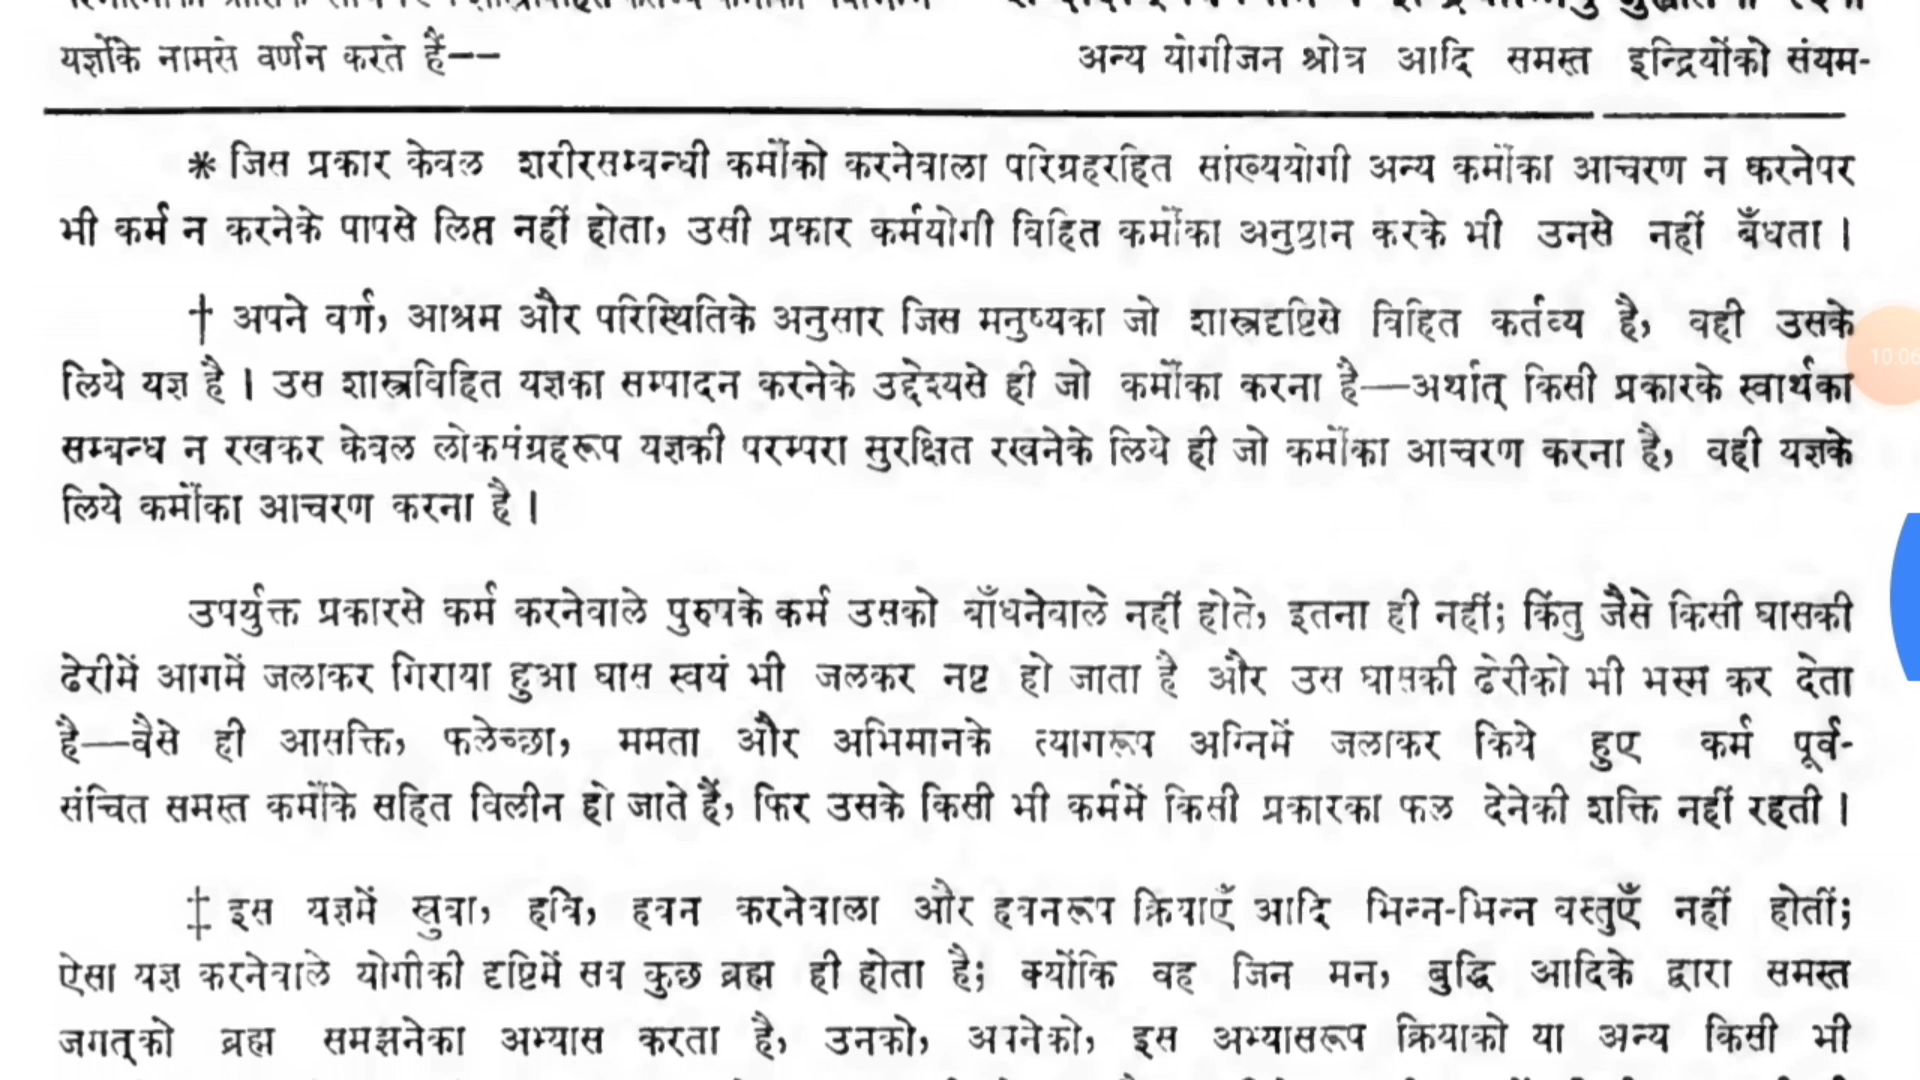 यज्ञोंके नामसे वर्णन करते हैं--
अन्य योगीजन श्रोत्र आदि समस्त इन्द्रियोंको संयम-
* जिस प्रकार केवल शरीरसम्बन्धी कर्मोंको करनेवाला परिग्रहरहित सांख्ययोगी अन्य कर्मोंका आचरण न करनेपर
भी कर्म न करनेके पापसे लिप्त नहीं होता, उसी प्रकार कर्मयोगी विहित कर्मोंका अनुष्ठान करके भी उनसे नहीं बँधता ।
† अपने वर्ग, आश्रम और परिस्थितिके अनुसार जिस मनुष्यका जो शास्त्रदृष्टिसे विहित कर्तव्य है, वही उसके
लिये यज्ञ है । उस शास्त्रविहित यज्ञका सम्पादन करनेके उद्देश्यसे ही जो कर्मोंका करना है—अर्थात् किसी प्रकारके स्वार्थका
सम्बन्ध न रखकर केवल लोकसंग्रहरूप यज्ञकी परम्परा सुरक्षित रखनेके लिये ही जो कर्मोंका आचरण करना है, वही यज्ञके
लिये कर्मोंका आचरण करना है ।
उपर्युक्त प्रकारसे कर्म करनेवाले पुरुषके कर्म उसको बाँधनेवाले नहीं होते, इतना ही नहीं; किंतु जैसे किसी घासकी
ढेरीमें आगमें जलाकर गिराया हुआ घास स्वयं भी जलकर नष्ट हो जाता है और उस घासकी ढेरीको भी भस्म कर देता
है—वैसे ही आसक्ति, फलेच्छा, ममता और अभिमानके त्यागरूप अग्निमें जलाकर किये हुए कर्म पूर्व-
संचित समस्त कर्मोंके सहित विलीन हो जाते हैं, फिर उसके किसी भी कर्ममें किसी प्रकारका फल देनेकी शक्ति नहीं रहती ।
‡ इस यज्ञमें स्रुवा, हवि, हवन करनेवाला और हवनरूप क्रियाएँ आदि भिन्न-भिन्न वस्तुएँ नहीं होतीं;
ऐसा यज्ञ करनेवाले योगीकी दृष्टिमें सब कुछ ब्रह्म ही होता है; क्योंकि वह जिन मन, बुद्धि आदिके द्वारा समस्त
जगत्को ब्रह्म समझनेका अभ्यास करता है, उनको, अपनेको, इस अभ्यासरूप क्रियाको या अन्य किसी भी
10:06